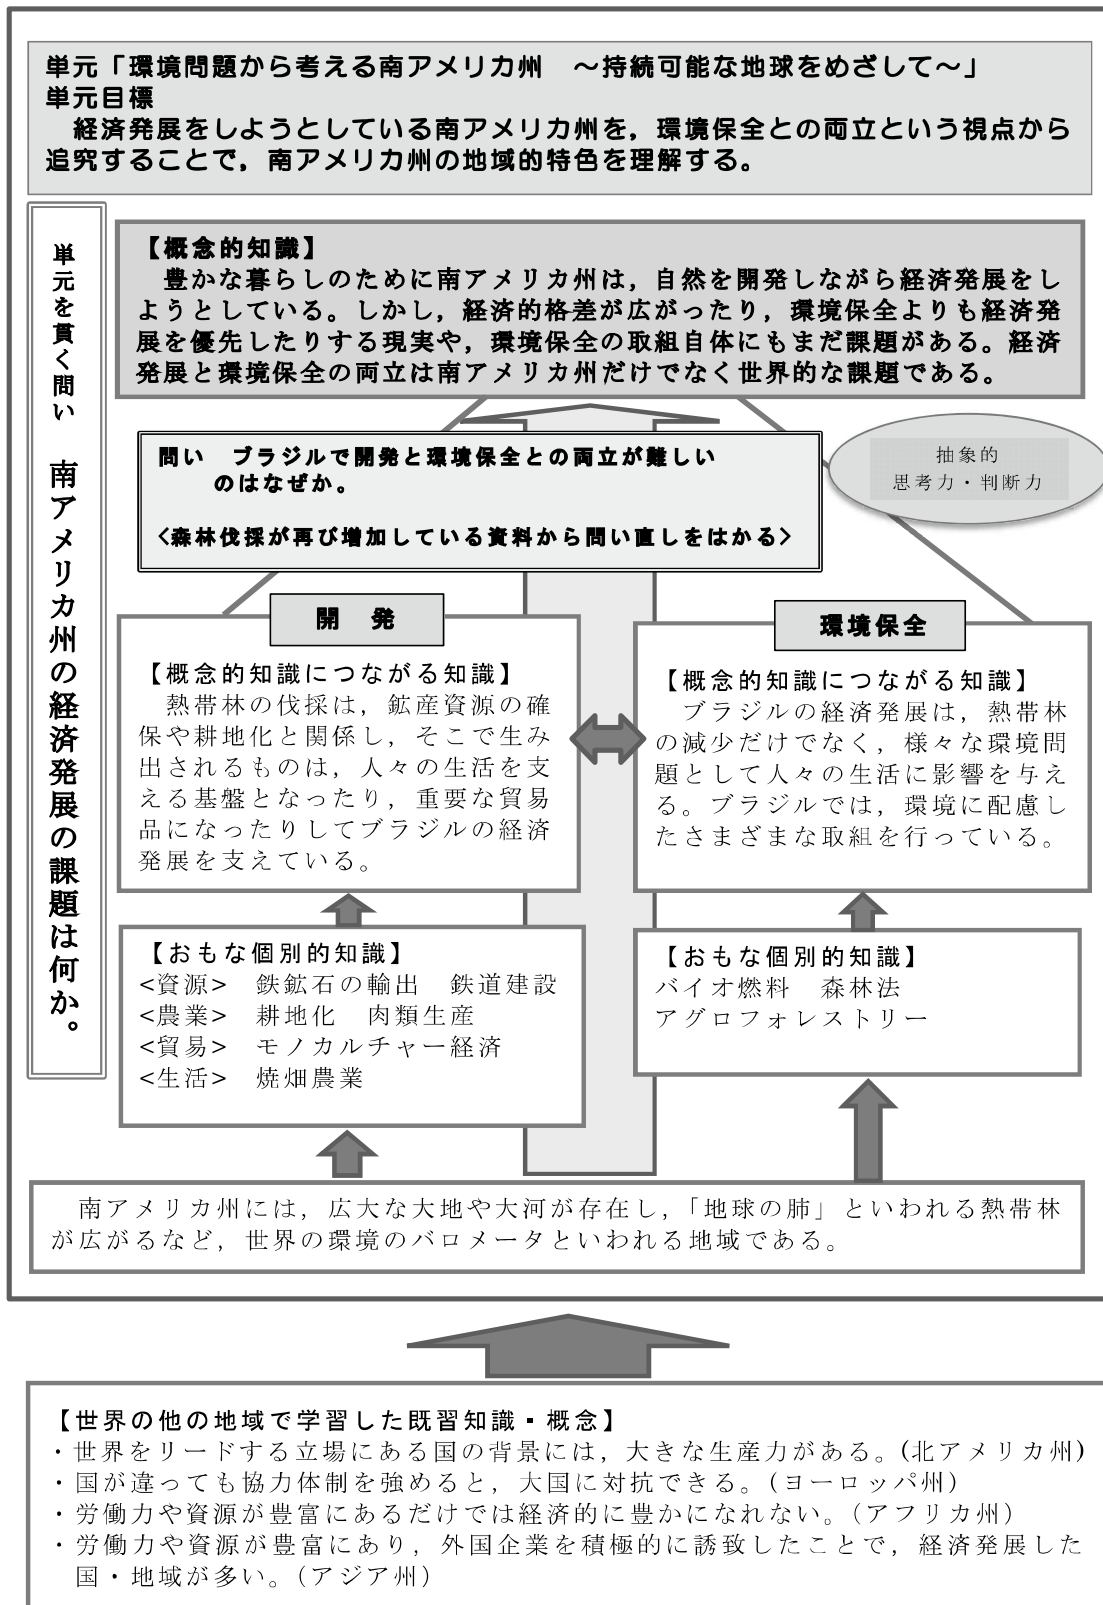 単元「環境問題から考える南アメリカ州　～持続可能な地球をめざして～」
単元目標
　経済発展をしようとしている南アメリカ州を，環境保全との両立という視点から
追究することで，南アメリカ州の地域的特色を理解する。
単元を貫く問い　南アメリカ州の経済発展の課題は何か。
【概念的知識】
　豊かな暮らしのために南アメリカ州は，自然を開発しながら経済発展をし
ようとしている。しかし，経済的格差が広がったり，環境保全よりも経済発
展を優先したりする現実や，環境保全の取組自体にもまだ課題がある。経済
発展と環境保全の両立は南アメリカ州だけでなく世界的な課題である。
問い　ブラジルで開発と環境保全との両立が難しい
のはなぜか。
<森林伐採が再び増加している資料から問い直しをはかる>
抽象的
思考力・判断力
開　発
【概念的知識につながる知識】
　熱帯林の伐採は，鉱産資源の確
保や耕地化と関係し，そこで生み
出されるものは，人々の生活を支
える基盤となったり，重要な貿易
品になったりしてブラジルの経済
発展を支えている。
環境保全
【概念的知識につながる知識】
　ブラジルの経済発展は，熱帯林
の減少だけでなく，様々な環境問
題として人々の生活に影響を与え
る。ブラジルでは，環境に配慮し
たさまざまな取組を行っている。
【おもな個別的知識】
<資源>　鉄鉱石の輸出　鉄道建設
<農業>　耕地化　肉類生産
<貿易>　モノカルチャー経済
<生活>　焼畑農業
【おもな個別的知識】
バイオ燃料　森林法
アグロフォレストリー
　南アメリカ州には，広大な大地や大河が存在し，「地球の肺」といわれる熱帯林
が広がるなど，世界の環境のバロメータといわれる地域である。
【世界の他の地域で学習した既習知識・概念】
・世界をリードする立場にある国の背景には，大きな生産力がある。(北アメリカ州)
・国が違っても協力体制を強めると，大国に対抗できる。(ヨーロッパ州)
・労働力や資源が豊富にあるだけでは経済的に豊かになれない。(アフリカ州)
・労働力や資源が豊富にあり，外国企業を積極的に誘致したことで，経済発展した
国・地域が多い。(アジア州)